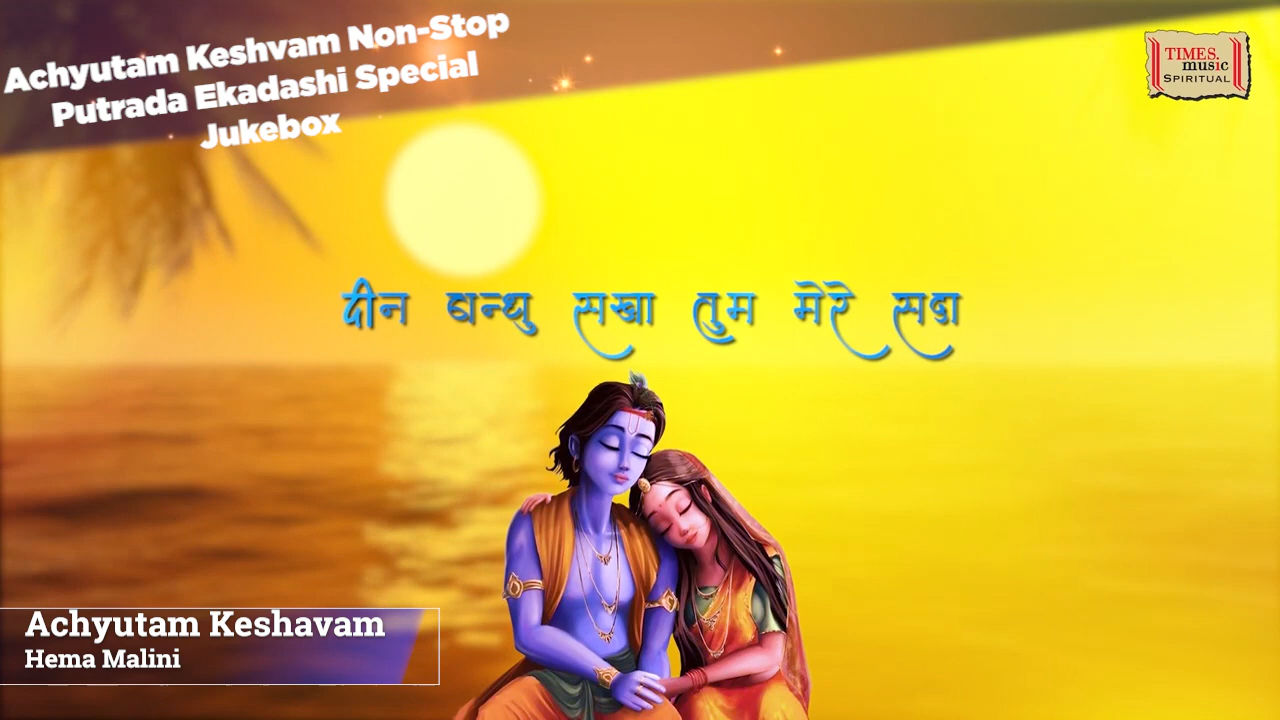 Achyutam Keshvam Non-Stop
Putrada Ekadashi Special
Jukebox
TIMES.
music
SPIRITUAL
दीन बन्धु सखा तुम मेरे सदा
Achyutam Keshavam
Hema Malini